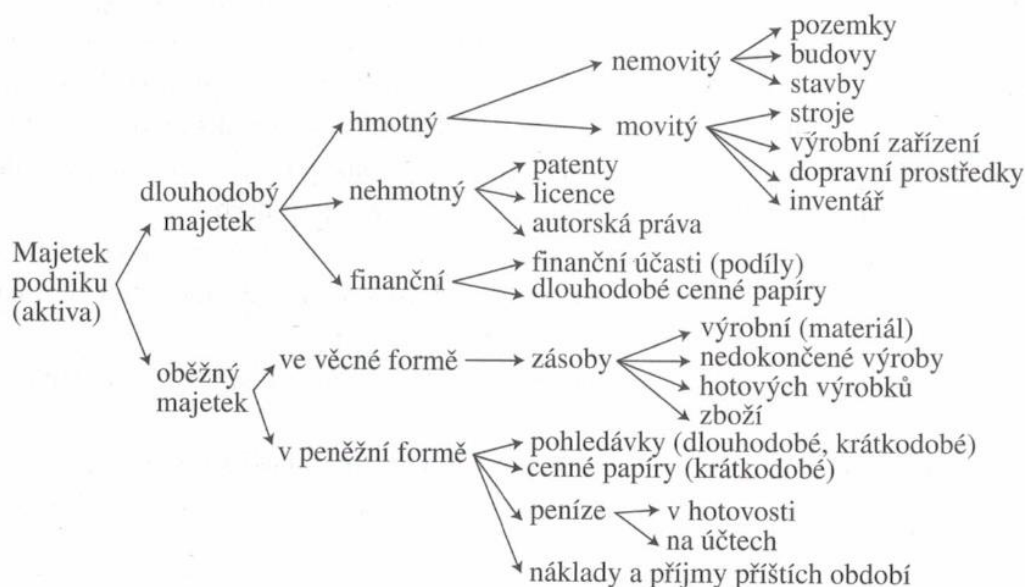 pozemky
nemovitý
budovy
stavby
hmotný
stroje
movitý
výrobní zařízení
patenty
dopravní prostředky
dlouhodobý
majetek
nehmotný
licence
inventář
autorská práva
Majetek
podniku
(aktiva)
finanční
finanční účasti (podíly)
dlouhodobé cenné papíry
výrobní (materiál)
ve věcné formě
zásoby
nedokončené výroby
oběžný
majetek
hotových výrobků
zboží
v peněžní formě
pohledávky (dlouhodobé, krátkodobé)
cenné papíry (krátkodobé)
peníze
v hotovosti
na účtech
náklady a příjmy příštích období